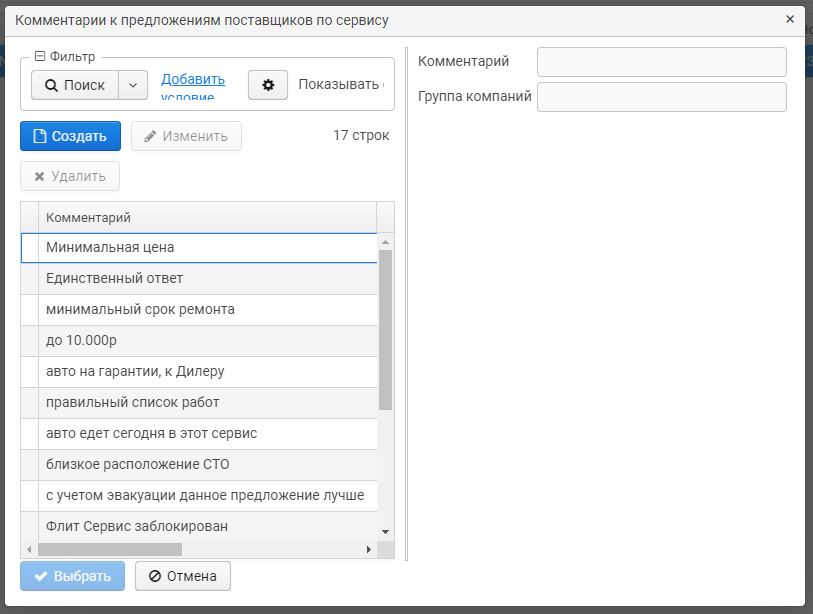 Комментарии к предложениям поставщиков по сервису
Фильтр
Поиск
Добавить
условие
Показывать
Создать
Изменить
17 строк
Удалить
Комментарий
Минимальная цена
Единственный ответ
минимальный срок ремонта
до 10.000р
авто на гарантии, к Дилеру
правильный список работ
авто едет сегодня в этот сервис
близкое расположение СТО
с учетом эвакуации данное предложение лучше
Флит Сервис заблокирован
Выбрать
Отмена
Комментарий
Группа компаний